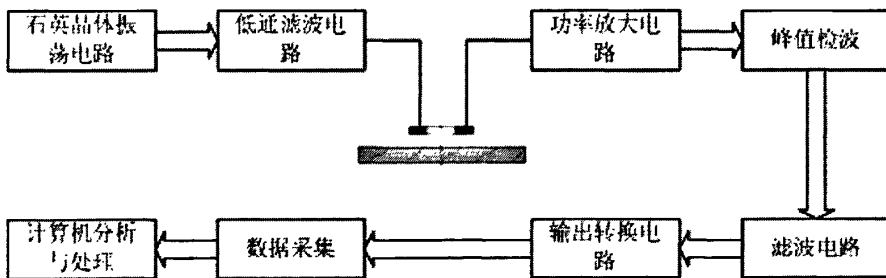 石英晶体振
荡电路
低通滤波电
路
功率放大电
路
峰值检波
计算机分析
与处理
数据采集
输出转换电
路
滤波电路